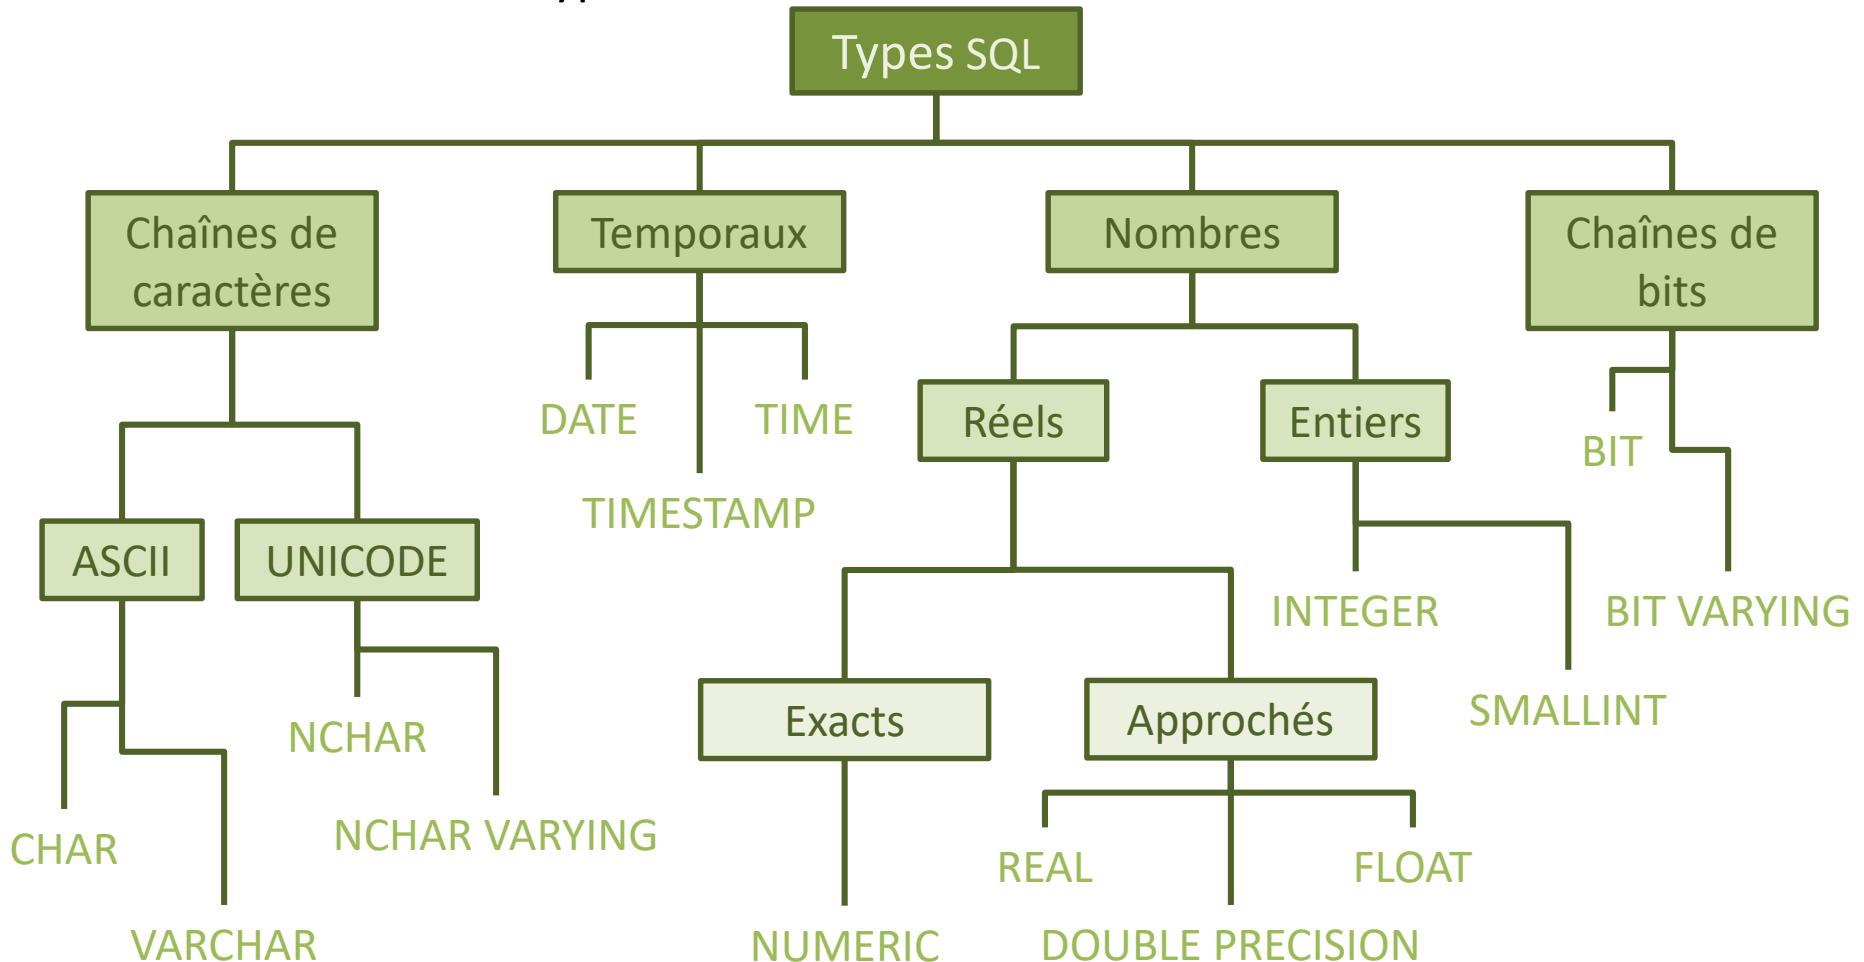 Types SQL
Chaînes de
caractères
Temporaux
Nombres
Chaînes de
bits
DATE
TIME
Réels
Entiers
BIT
TIMESTAMP
ASCII
UNICODE
INTEGER
BIT VARYING
NCHAR
Exacts
Approchés
SMALLINT
CHAR
NCHAR VARYING
REAL
FLOAT
VARCHAR
NUMERIC
DOUBLE PRECISION